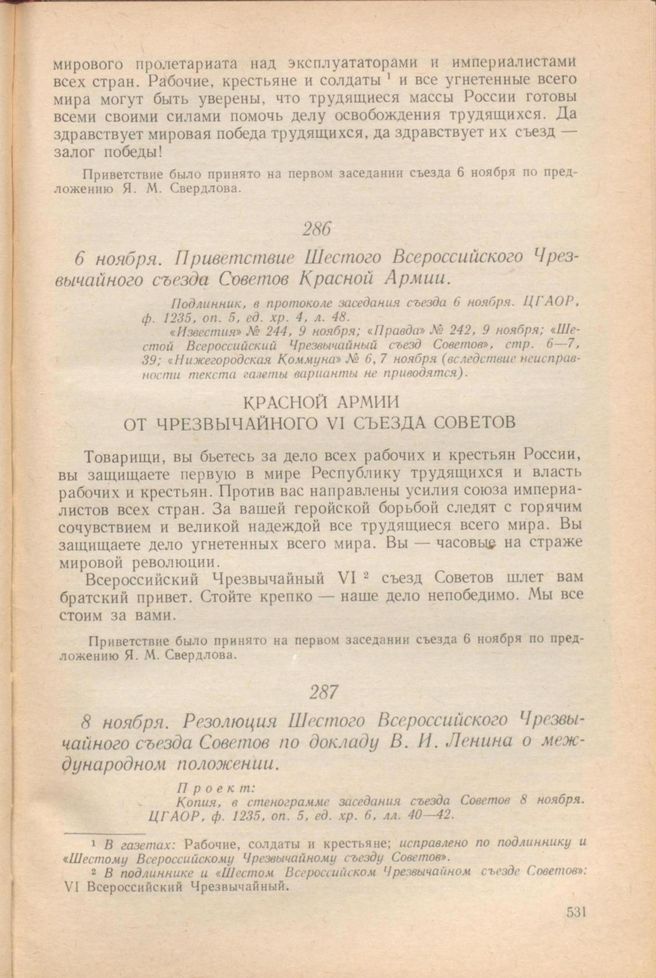 мирового пролетариата над эксплуататорами и империалистами
всех стран. Рабочие, крестьяне и солдаты ¹ и все угнетенные всего
мира могут быть уверены, что трудящиеся массы России готовы
всеми своими силами помочь делу освобождения трудящихся. Да
здравствует мировая победа трудящихся, да здравствует их съезд —
залог победы!
Приветствие было принято на первом заседании съезда 6 ноября по пред-
ложению Я. М. Свердлова.
286
6 ноября. Приветствие Шестого Всероссийского Чрез-
вычайного съезда Советов Красной Армии.
Подлинник, в протоколе заседания съезда 6 ноября. ЦГАОР,
ф. 1235, оп. 5, ед. хр. 4, л. 48.
«Известия» № 244, 9 ноября; «Правда» № 242, 9 ноября; «Ше-
стой Всероссийский Чрезвычайный съезд Советов», стр. 6—7,
39; «Нижегородская Коммуна» № 6, 7 ноября (вследствие неисправ-
ности текста газеты варианты не приводятся).
КРАСНОЙ АРМИИ
ОТ ЧРЕЗВЫЧАЙНОГО VI СЪЕЗДА СОВЕТОВ
Товарищи, вы бьетесь за дело всех рабочих и крестьян России,
вы защищаете первую в мире Республику трудящихся и власть
рабочих и крестьян. Против вас направлены усилия союза империа-
листов всех стран. За вашей геройской борьбой следят с горячим
сочувствием и великой надеждой все трудящиеся всего мира. Вы
защищаете дело угнетенных всего мира. Вы — часовые на страже
мировой революции.
Всероссийский Чрезвычайный VI ² съезд Советов шлет вам
братский привет. Стойте крепко — наше дело непобедимо. Мы все
стоим за вами.
Приветствие было принято на первом заседании съезда 6 ноября по пред-
ложению Я. М. Свердлова.
287
8 ноября. Резолюция Шестого Всероссийского Чрезвы-
чайного съезда Советов по докладу В. И. Ленина о меж-
дународном положении.
Проект:
Копия, в стенограмме заседания съезда Советов 8 ноября.
ЦГАОР, ф. 1235, оп. 5, ед. хр. 6, лл. 40—42.
¹ В газетах: Рабочие, солдаты и крестьяне; исправлено по подлиннику и
«Шестому Всероссийскому Чрезвычайному съезду Советов».
² В подлиннике и «Шестом Всероссийском Чрезвычайном съезде Советов»:
VI Всероссийский Чрезвычайный.
531